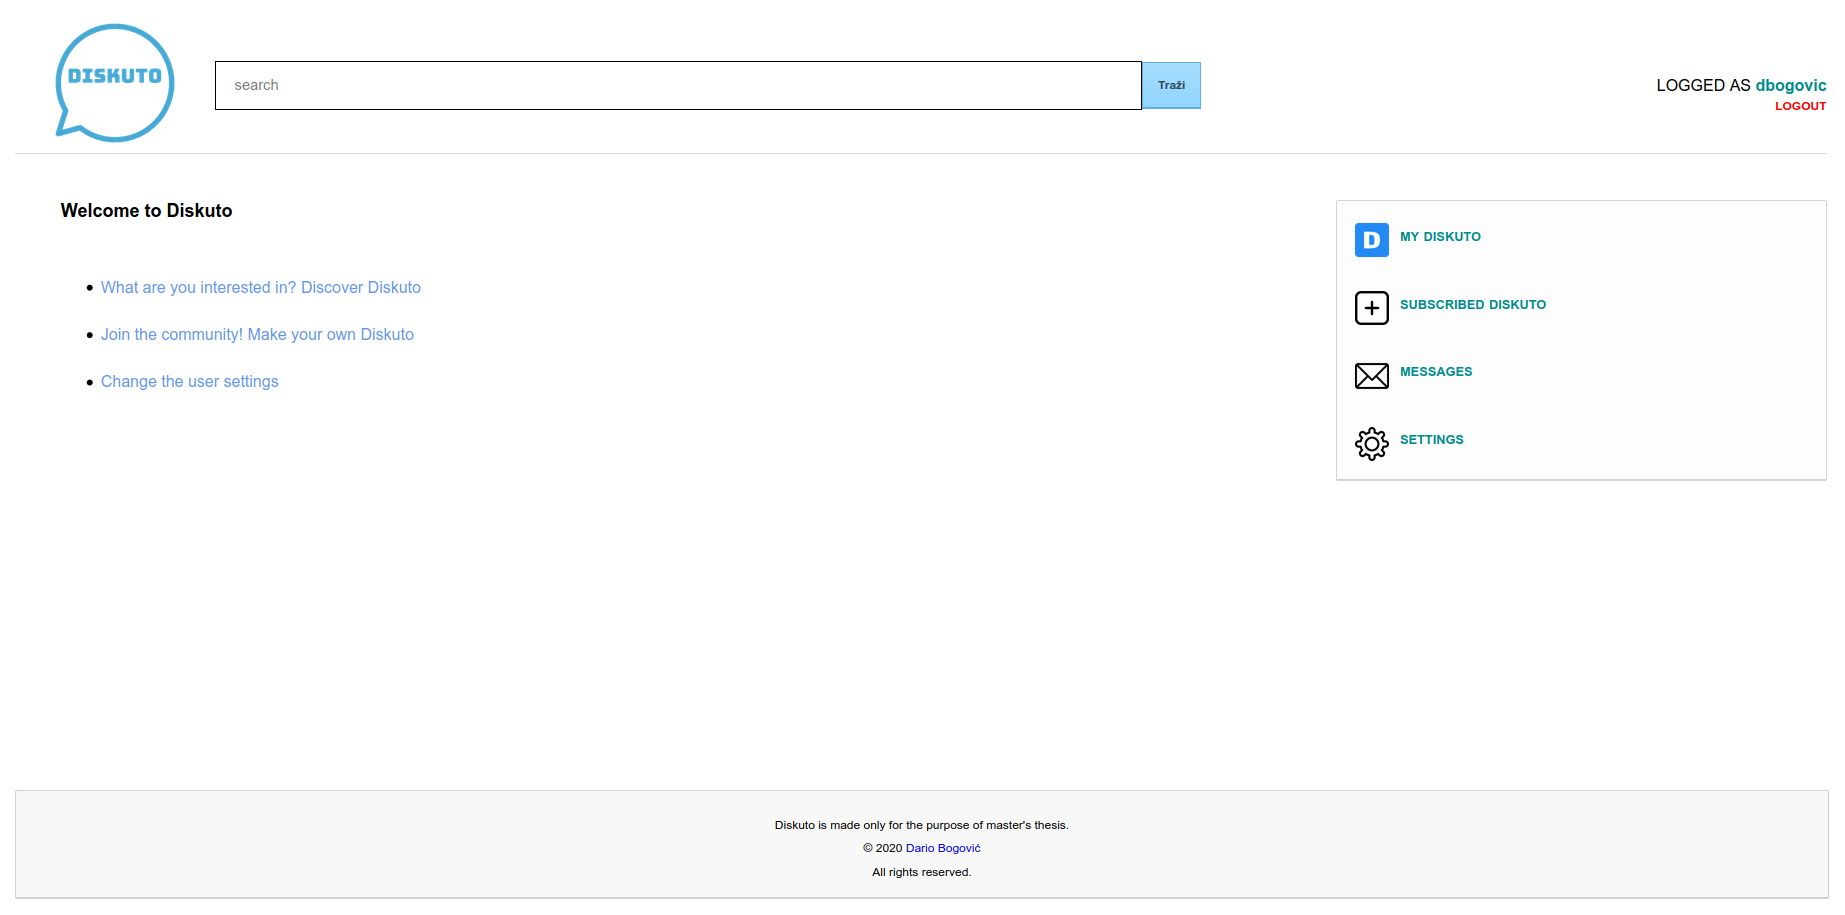 DISKUTO
search
Traži
LOGGED AS dbogovic
LOGOUT
Welcome to Diskuto
What are you interested in? Discover Diskuto
Join the community! Make your own Diskuto
Change the user settings
D MY DISKUTO
SUBSCRIBED DISKUTO
MESSAGES
SETTINGS
Diskuto is made only for the purpose of master's thesis.
© 2020 Dario Bogović
All rights reserved.